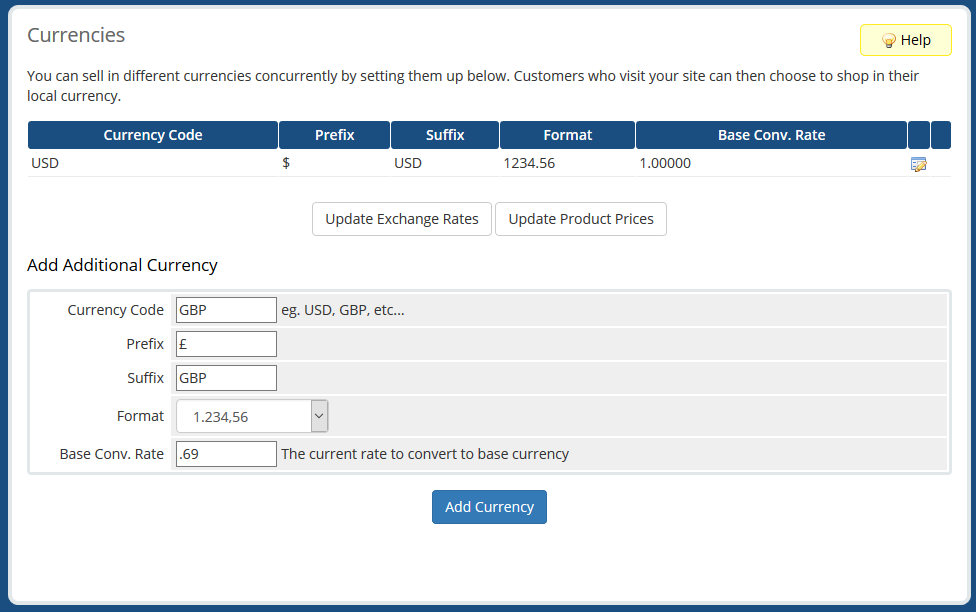 Currencies
Help
You can sell in different currencies concurrently by setting them up below. Customers who visit your site can then choose to shop in their
local currency.
Currency Code Prefix Suffix Format Base Conv. Rate
USD $ USD 1234.56 1.00000
Update Exchange Rates Update Product Prices
Add Additional Currency
Currency Code GBP eg. USD, GBP, etc...
Prefix £
Suffix GBP
Format 1.234,56
Base Conv. Rate .69 The current rate to convert to base currency
Add Currency